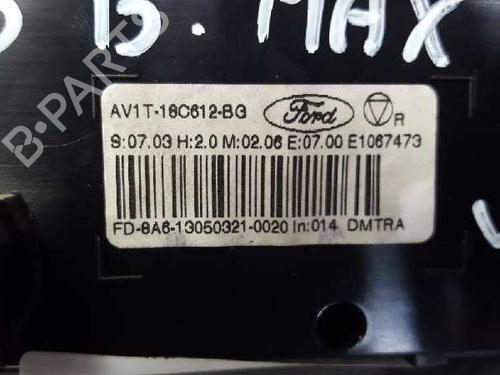 B. MAX
AV1T-18C612-BG Ford R
S:07.03 H:2.0 M:02.06 E:07.00 E1067473
FD-8A6-13050321-0020 In:014 DMTRA
B-PARTS